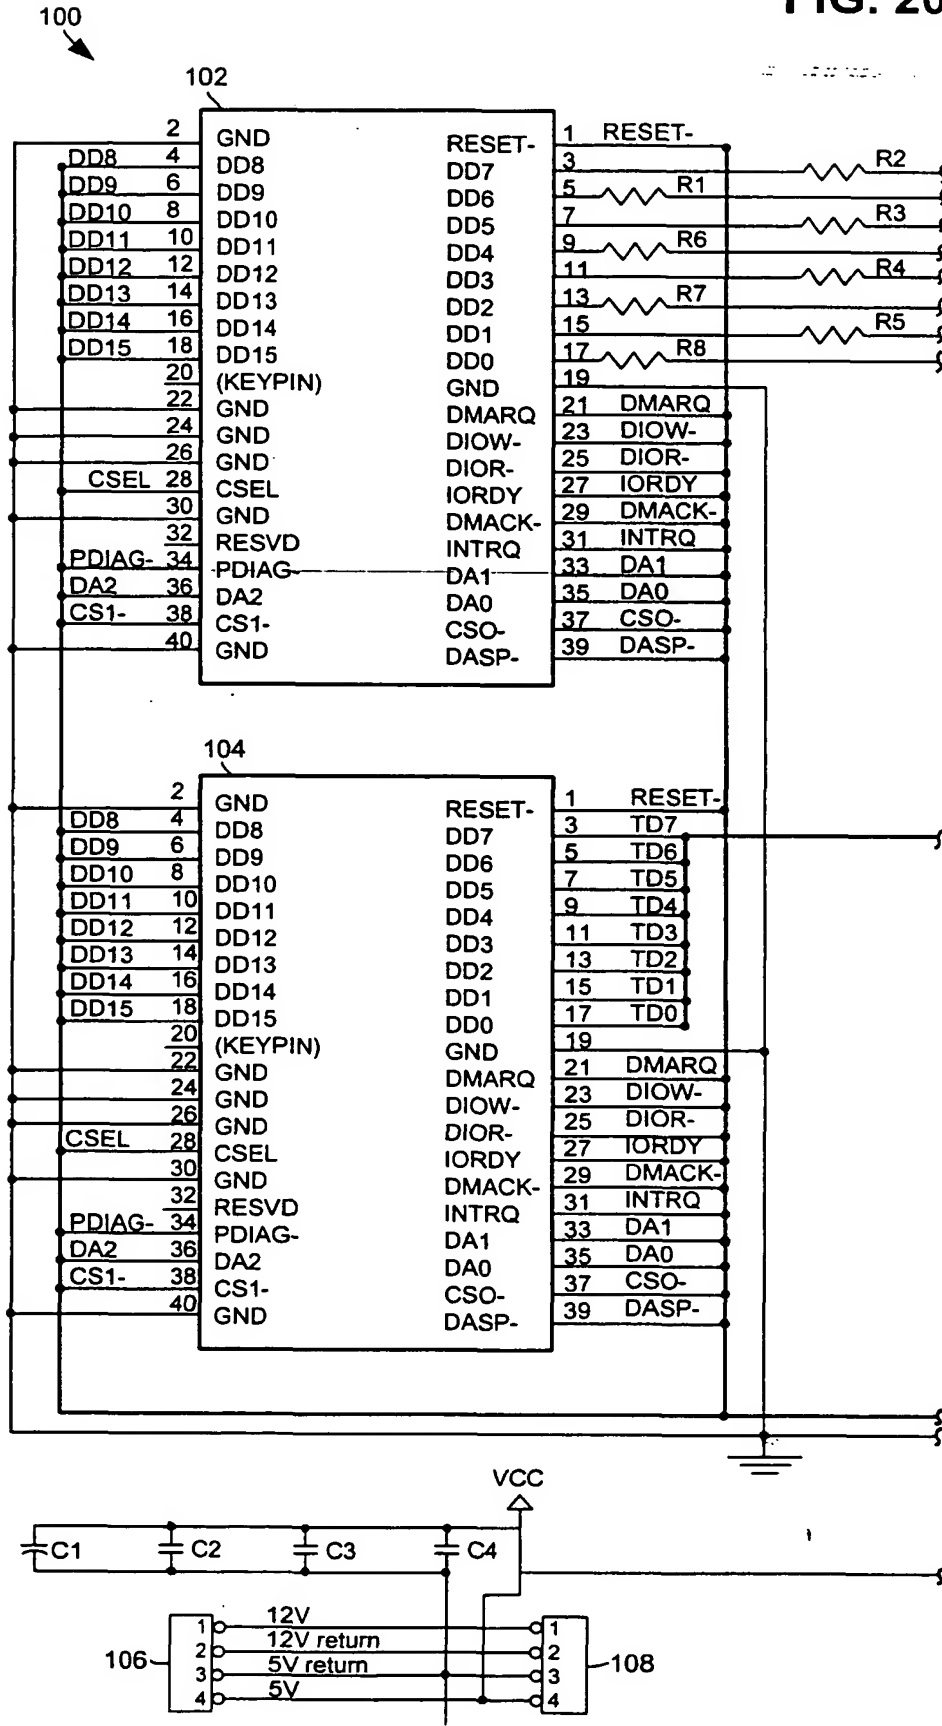 FIG. 20
100
102
2 GND RESET- 1 RESET-
DD8 4 DD8 DD7 3 R2
DD9 6 DD9 DD6 5 R1
DD10 8 DD10 DD5 7 R3
DD11 10 DD11 DD4 9 R6
DD12 12 DD12 DD3 11 R4
DD13 14 DD13 DD2 13 R7
DD14 16 DD14 DD1 15 R5
DD15 18 DD15 DD0 17 R8
20 (KEYPIN) GND 19
22 GND DMARQ 21 DMARQ
24 GND DIOW- 23 DIOW-
26 GND DIOR- 25 DIOR-
CSEL 28 CSEL IORDY 27 IORDY
30 GND DMACK- 29 DMACK-
32 RESVD INTRQ 31 INTRQ
PDIAG- 34 PDIAG- DA1 33 DA1
DA2 36 DA2 DA0 35 DA0
CS1- 38 CS1- CSO- 37 CSO-
40 GND DASP- 39 DASP-
104
2 GND RESET- 1 RESET-
DD8 4 DD8 DD7 3 TD7
DD9 6 DD9 DD6 5 TD6
DD10 8 DD10 DD5 7 TD5
DD11 10 DD11 DD4 9 TD4
DD12 12 DD12 DD3 11 TD3
DD13 14 DD13 DD2 13 TD2
DD14 16 DD14 DD1 15 TD1
DD15 18 DD15 DD0 17 TD0
20 (KEYPIN) GND 19
22 GND DMARQ 21 DMARQ
24 GND DIOW- 23 DIOW-
26 GND DIOR- 25 DIOR-
CSEL 28 CSEL IORDY 27 IORDY
30 GND DMACK- 29 DMACK-
32 RESVD INTRQ 31 INTRQ
PDIAG- 34 PDIAG- DA1 33 DA1
DA2 36 DA2 DA0 35 DA0
CS1- 38 CS1- CSO- 37 CSO-
40 GND DASP- 39 DASP-
VCC
C1 C2 C3 C4
1 12V 1
2 12V return 2
106 3 5V return 3 108
4 5V 4